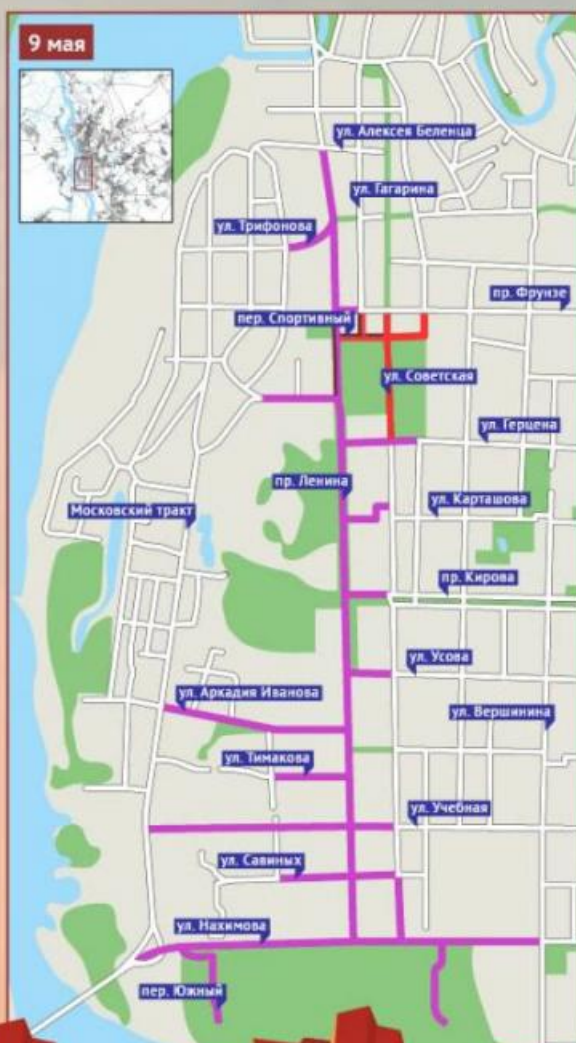 9 мая
ул. Алексея Беленца
ул. Гагарина
ул. Трифонова
пр. Фрунзе
пер. Спортивный
ул. Советская
ул. Герцена
пр. Ленина
ул. Карташова
Московский тракт
пр. Кирова
ул. Усова
ул. Аркадия Иванова
ул. Вершинина
ул. Тимакова
ул. Учебная
ул. Савиных
ул. Нахимова
пер. Южный